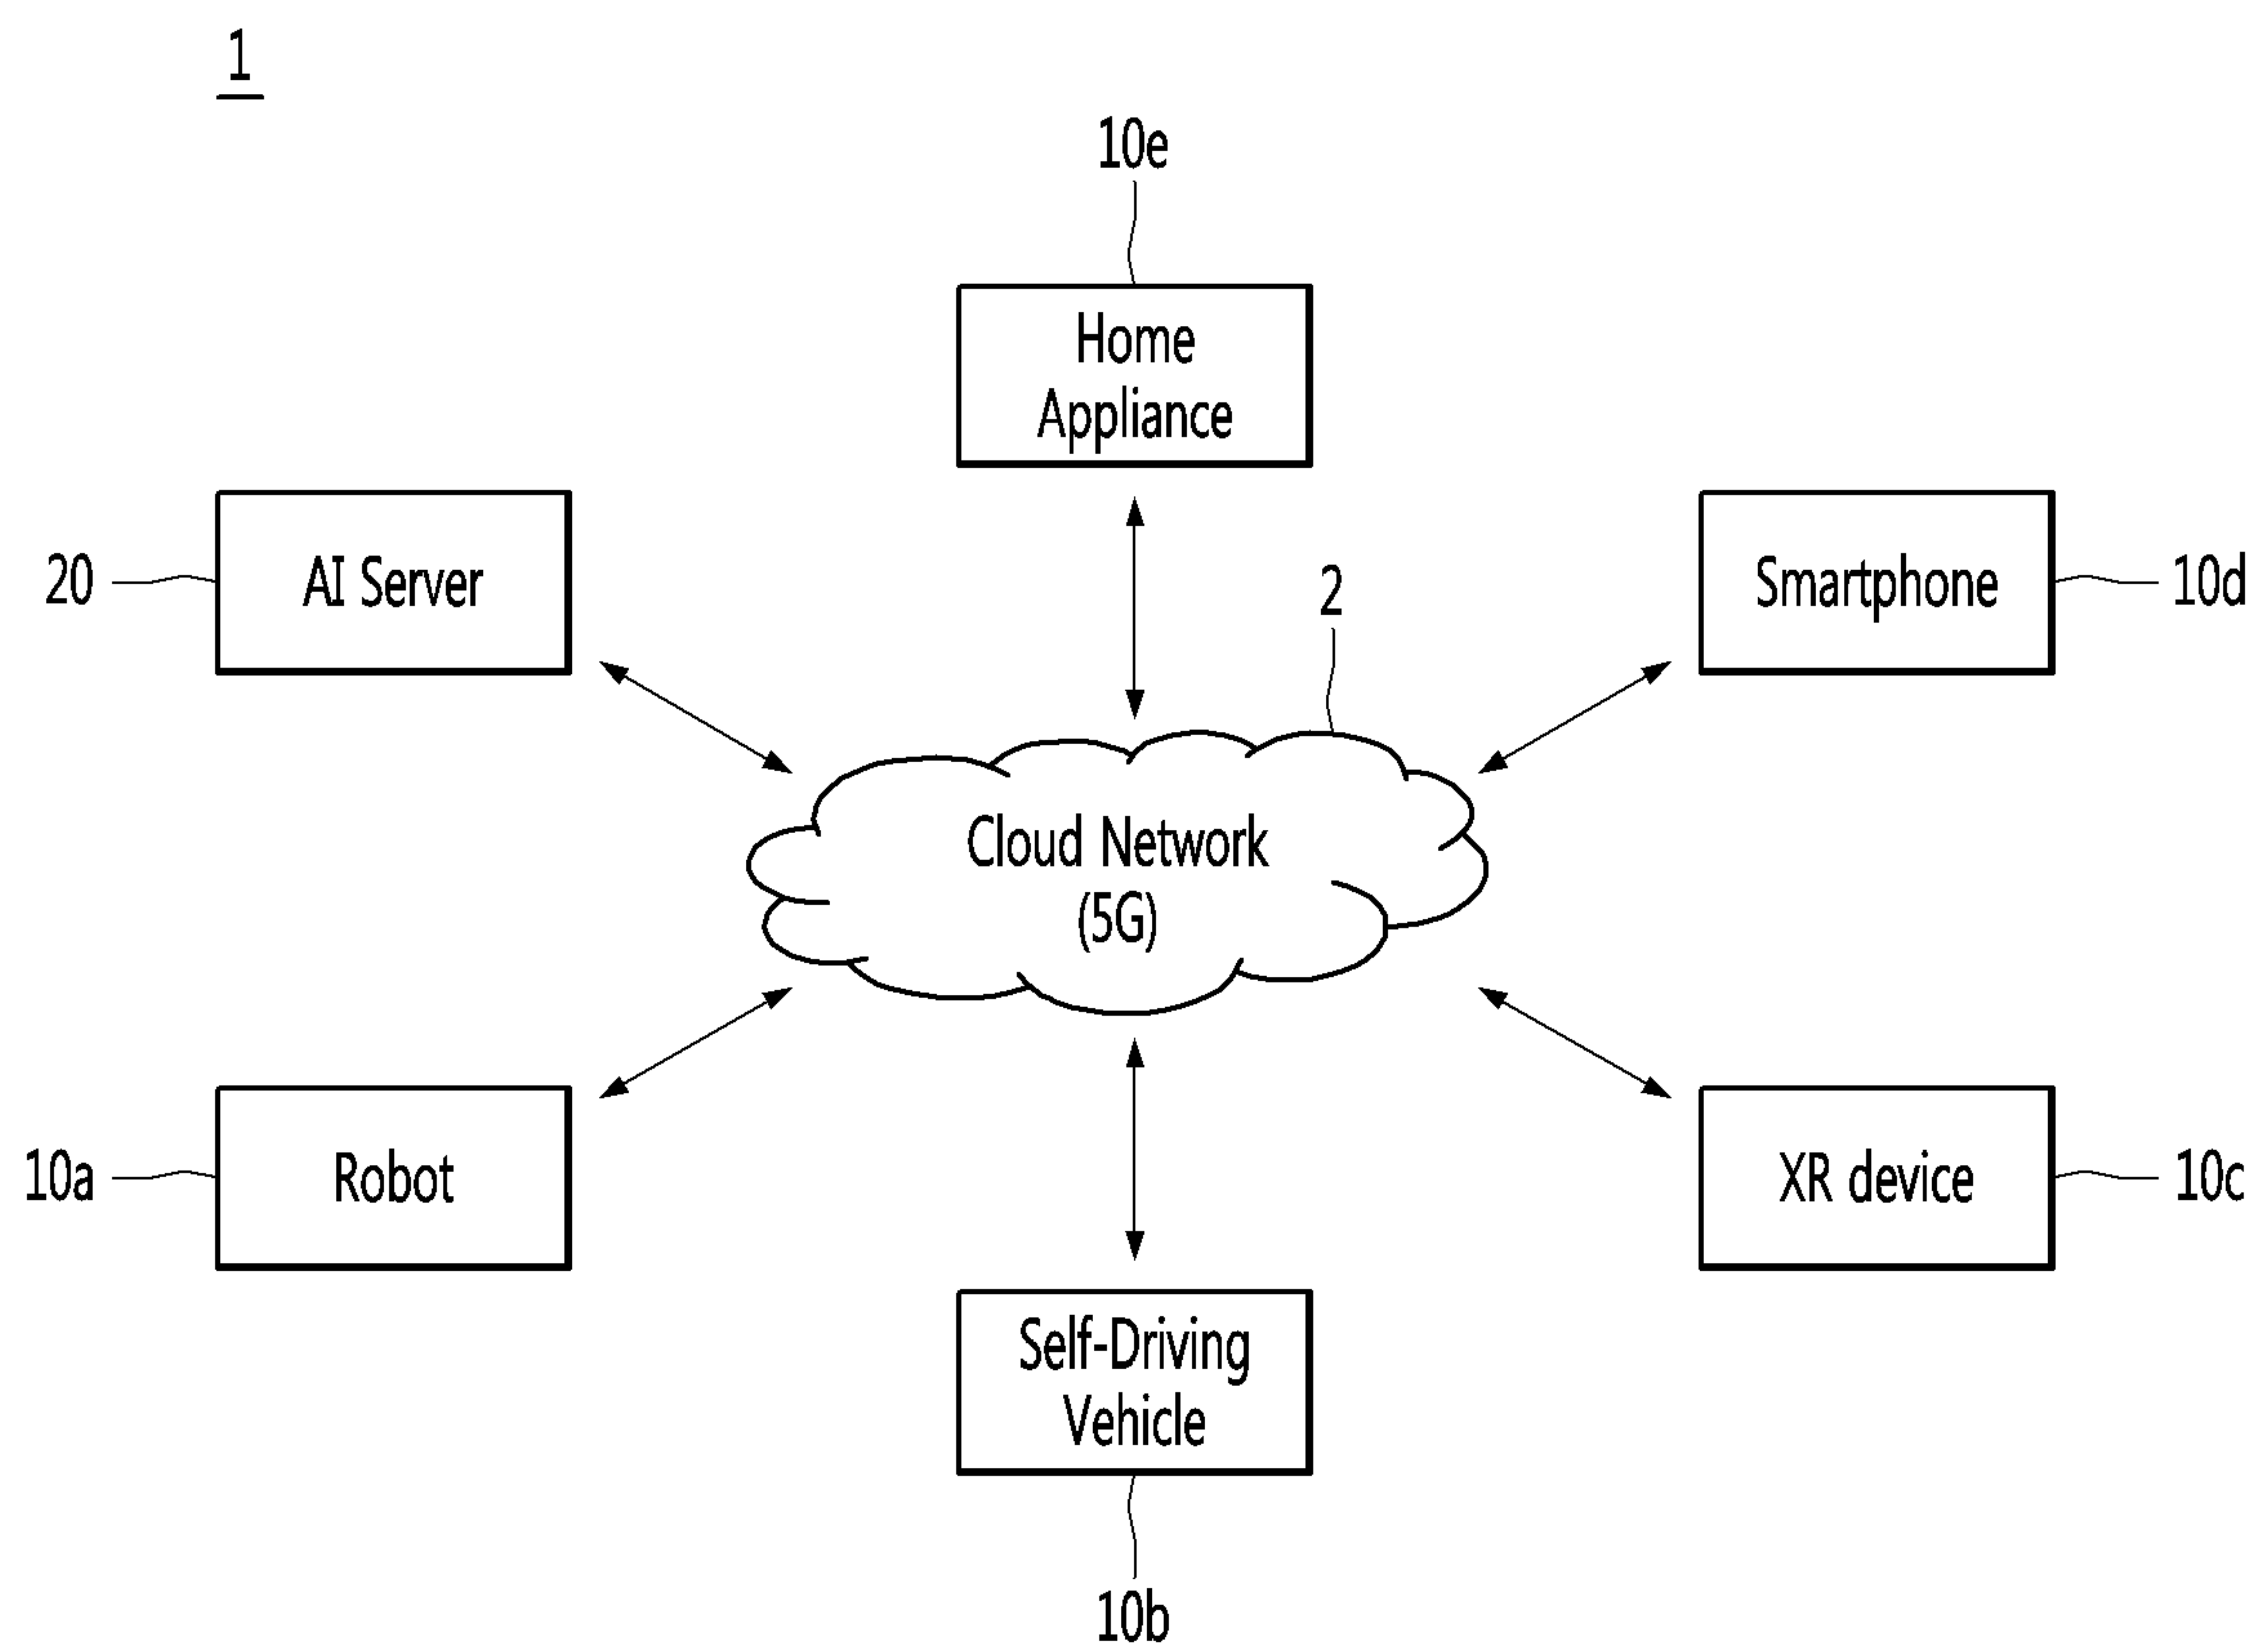 1
10e
Home
Appliance
20
AI Server
Smartphone
10d
2
Cloud Network
(5G)
10a
Robot
XR device
10c
Self-Driving
Vehicle
10b